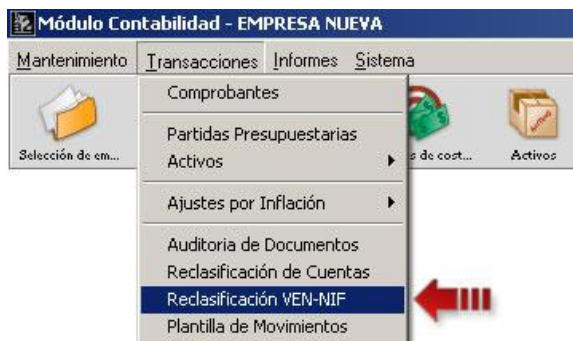 Módulo Contabilidad - EMPRESA NUEVA
Mantenimiento Transacciones Informes Sistema
Comprobantes
Partidas Presupuestarias
Activos
Ajustes por Inflación
Auditoria de Documentos
Reclasificación de Cuentas
Reclasificación VEN-NIF
Plantilla de Movimientos
Selección de em...
s de cost...
Activos